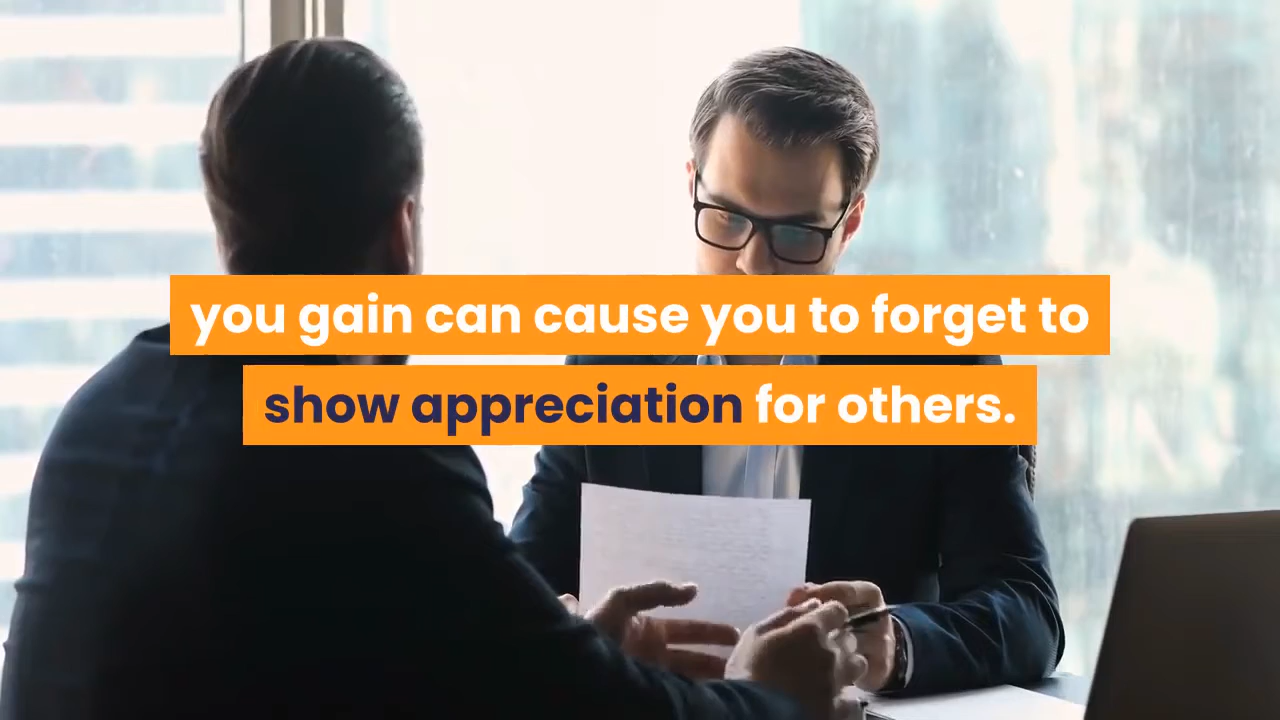 you gain can cause you to forget to
show appreciation for others.